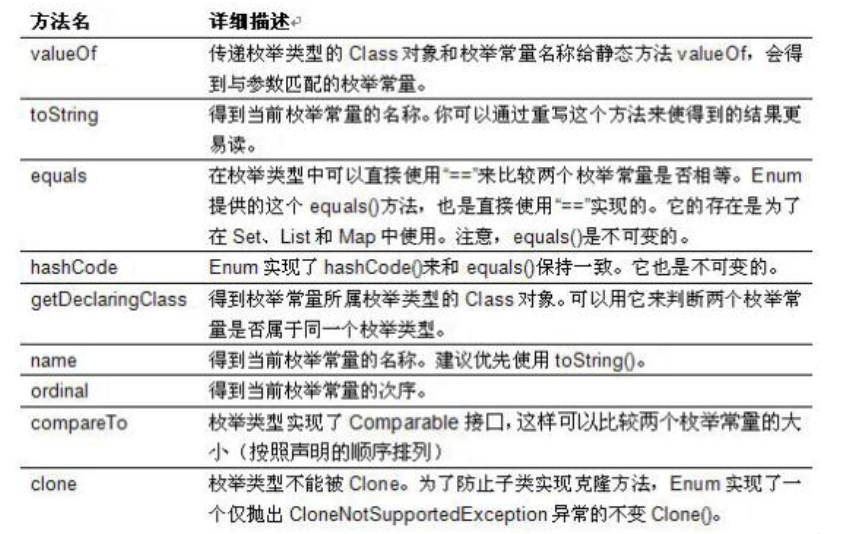 方法名 详细描述
valueOf 传递枚举类型的 Class 对象和枚举常量名称给静态方法 valueOf，会得
到与参数匹配的枚举常量。
toString 得到当前枚举常量的名称。你可以通过重写这个方法来使得到的结果更
易读。
equals 在枚举类型中可以直接使用“==”来比较两个枚举常量是否相等。Enum
提供的这个 equals()方法，也是直接使用“==”实现的。它的存在是为了
在 Set、List 和 Map 中使用。注意，equals()是不可变的。
hashCode Enum 实现了 hashCode()来和 equals()保持一致。它也是不可变的。
getDeclaringClass 得到枚举常量所属枚举类型的 Class 对象。可以用它来判断两个枚举常
量是否属于同一个枚举类型。
name 得到当前枚举常量的名称。建议优先使用 toString()。
ordinal 得到当前枚举常量的次序。
compareTo 枚举类型实现了 Comparable 接口，这样可以比较两个枚举常量的大
小（按照声明的顺序排列）
clone 枚举类型不能被 Clone。为了防止子类实现克隆方法，Enum 实现了一
个仅抛出 CloneNotSupportedException 异常的不变 Clone()。